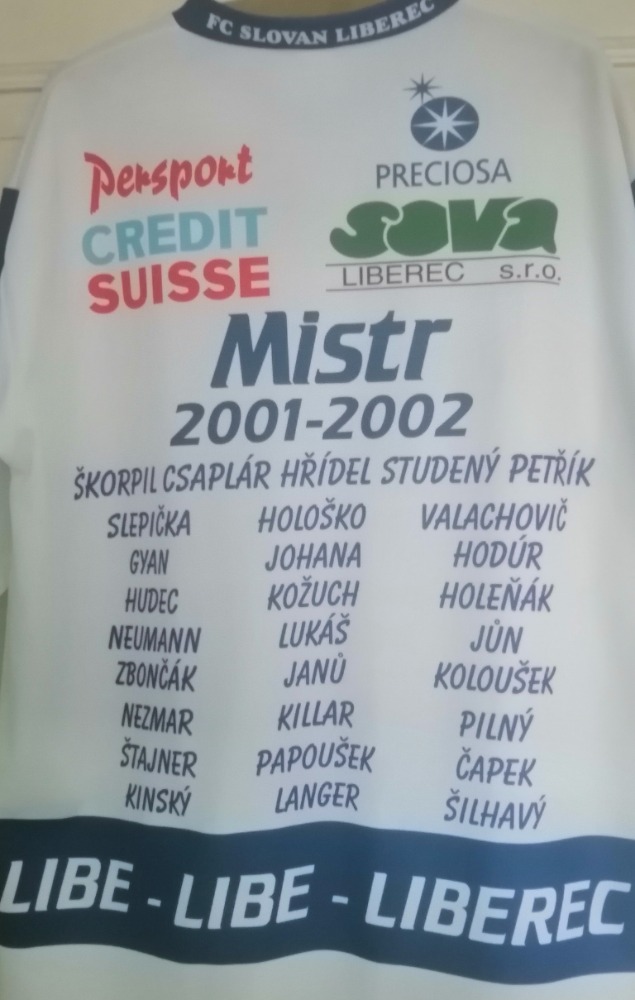 FC SLOVAN LIBEREC
Persport
CREDIT
SUISSE
PRECIOSA
sova
LIBEREC s.r.o.
Mistr
2001-2002
ŠKORPIL CSAPLÁR HŘÍDEL STUDENÝ PETŘÍK
SLEPIČKA HOLOŠKO VALACHOVIČ
GYAN JOHANA HODÚR
HUDEC KOŽUCH HOLEŇÁK
NEUMANN LUKÁŠ JŮN
ZBONČÁK JANŮ KOLOUŠEK
NEZMAR KILLAR PILNÝ
ŠTAJNER PAPOUŠEK ČAPEK
KINSKÝ LANGER ŠILHAVÝ
LIBE - LIBE - LIBEREC